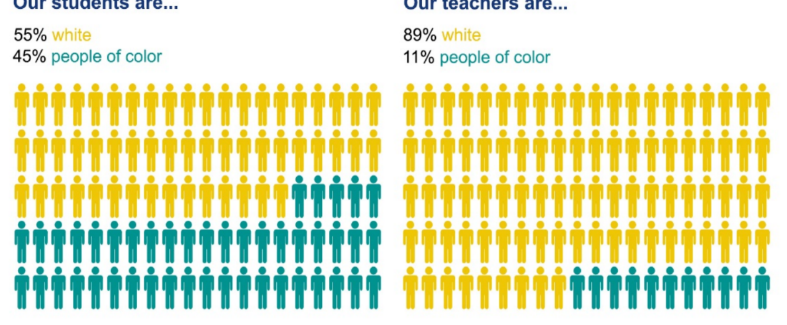 Our students are...
55% white
45% people of color
Our teachers are...
89% white
11% people of color